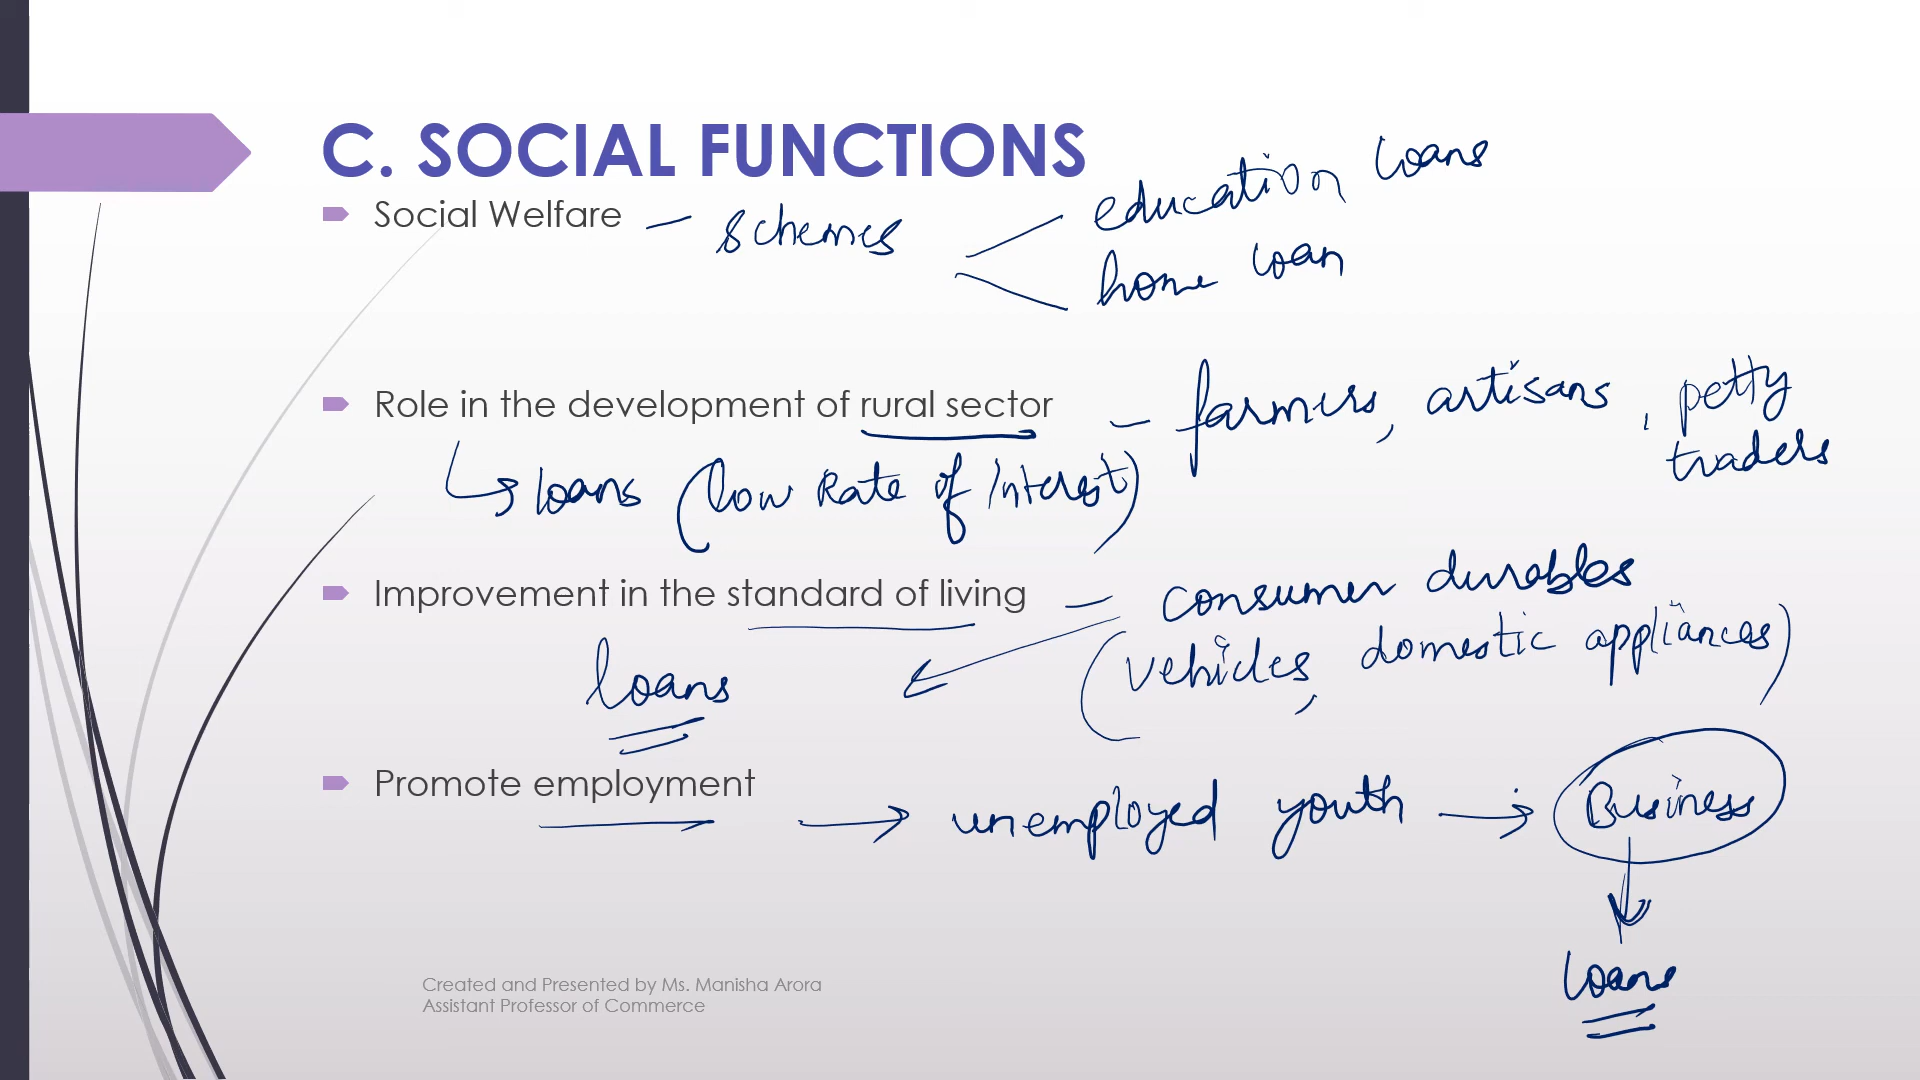 C. SOCIAL FUNCTIONS
Social Welfare – schemes
education loans
home loan
Role in the development of rural sector – farmers, artisans, petty
traders
loans (low Rate of Interest)
Improvement in the standard of living – consumer durables
(vehicles, domestic appliances)
loans
Promote employment → unemployed youth → Business
loans
Created and Presented by Ms. Manisha Arora
Assistant Professor of Commerce